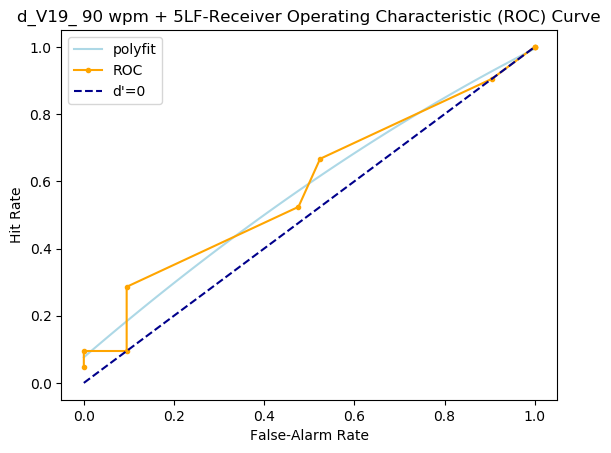 d_V19_ 90 wpm + 5LF-Receiver Operating Characteristic (ROC) Curve
polyfit
ROC
d'=0
Hit Rate
1.0
0.8
0.6
0.4
0.2
0.0
0.0 0.2 0.4 0.6 0.8 1.0
False-Alarm Rate